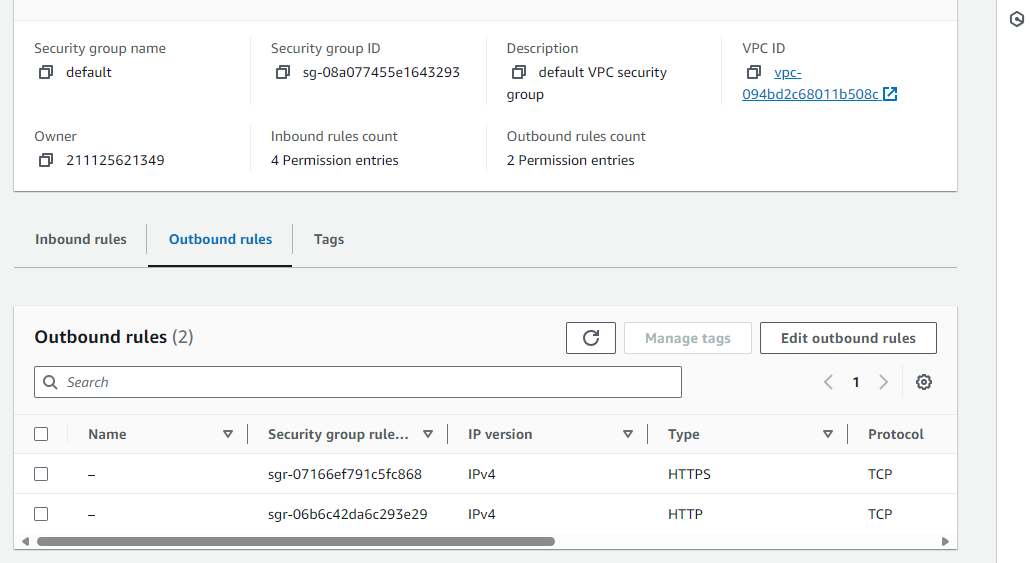 Security group name
default
Security group ID
sg-08a077455e1643293
Description
default VPC security
group
VPC ID
vpc-
094bd2c68011b508c
Owner
211125621349
Inbound rules count
4 Permission entries
Outbound rules count
2 Permission entries
Inbound rules
Outbound rules
Tags
Outbound rules (2)
Manage tags
Edit outbound rules
Search
1
Name
Security group rule...
IP version
Type
Protocol
– sgr-07166ef791c5fc868 IPv4 HTTPS TCP
– sgr-06b6c42da6c293e29 IPv4 HTTP TCP